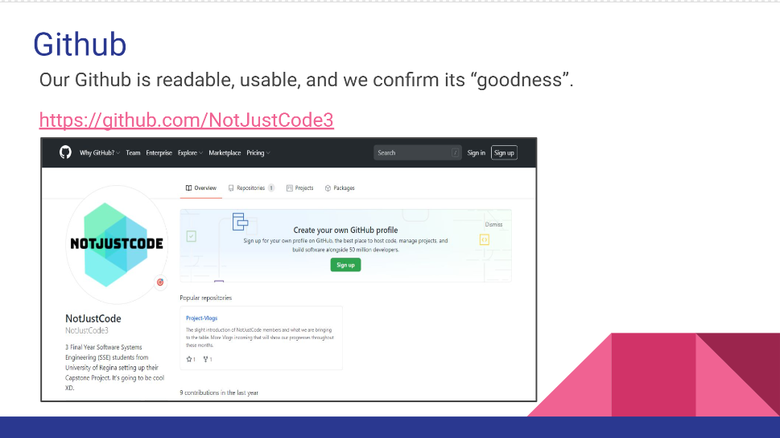 Github
Our Github is readable, usable, and we confirm its “goodness”.
https://github.com/NotJustCode3
Why GitHub? Team Enterprise Explore Marketplace Pricing Search / Sign in Sign up
Overview Repositories 1 Projects Packages
Create your own GitHub profile
Dismiss
Sign up for your own profile on GitHub, the best place to host code, manage projects, and
build software alongside 50 million developers.
Sign up
NOTJUSTCODE
Popular repositories
Project-Vlogs
The slight introduction of NotJustCode members and what we are bringing
to the table. More Vlogs incoming that will show our progresses throughout
these months.
1 1
NotJustCode
NotJustCode3
3 Final Year Software Systems
Engineering (SSE) students from
University of Regina setting up their
Capstone Project. It's going to be cool
XD.
9 contributions in the last year